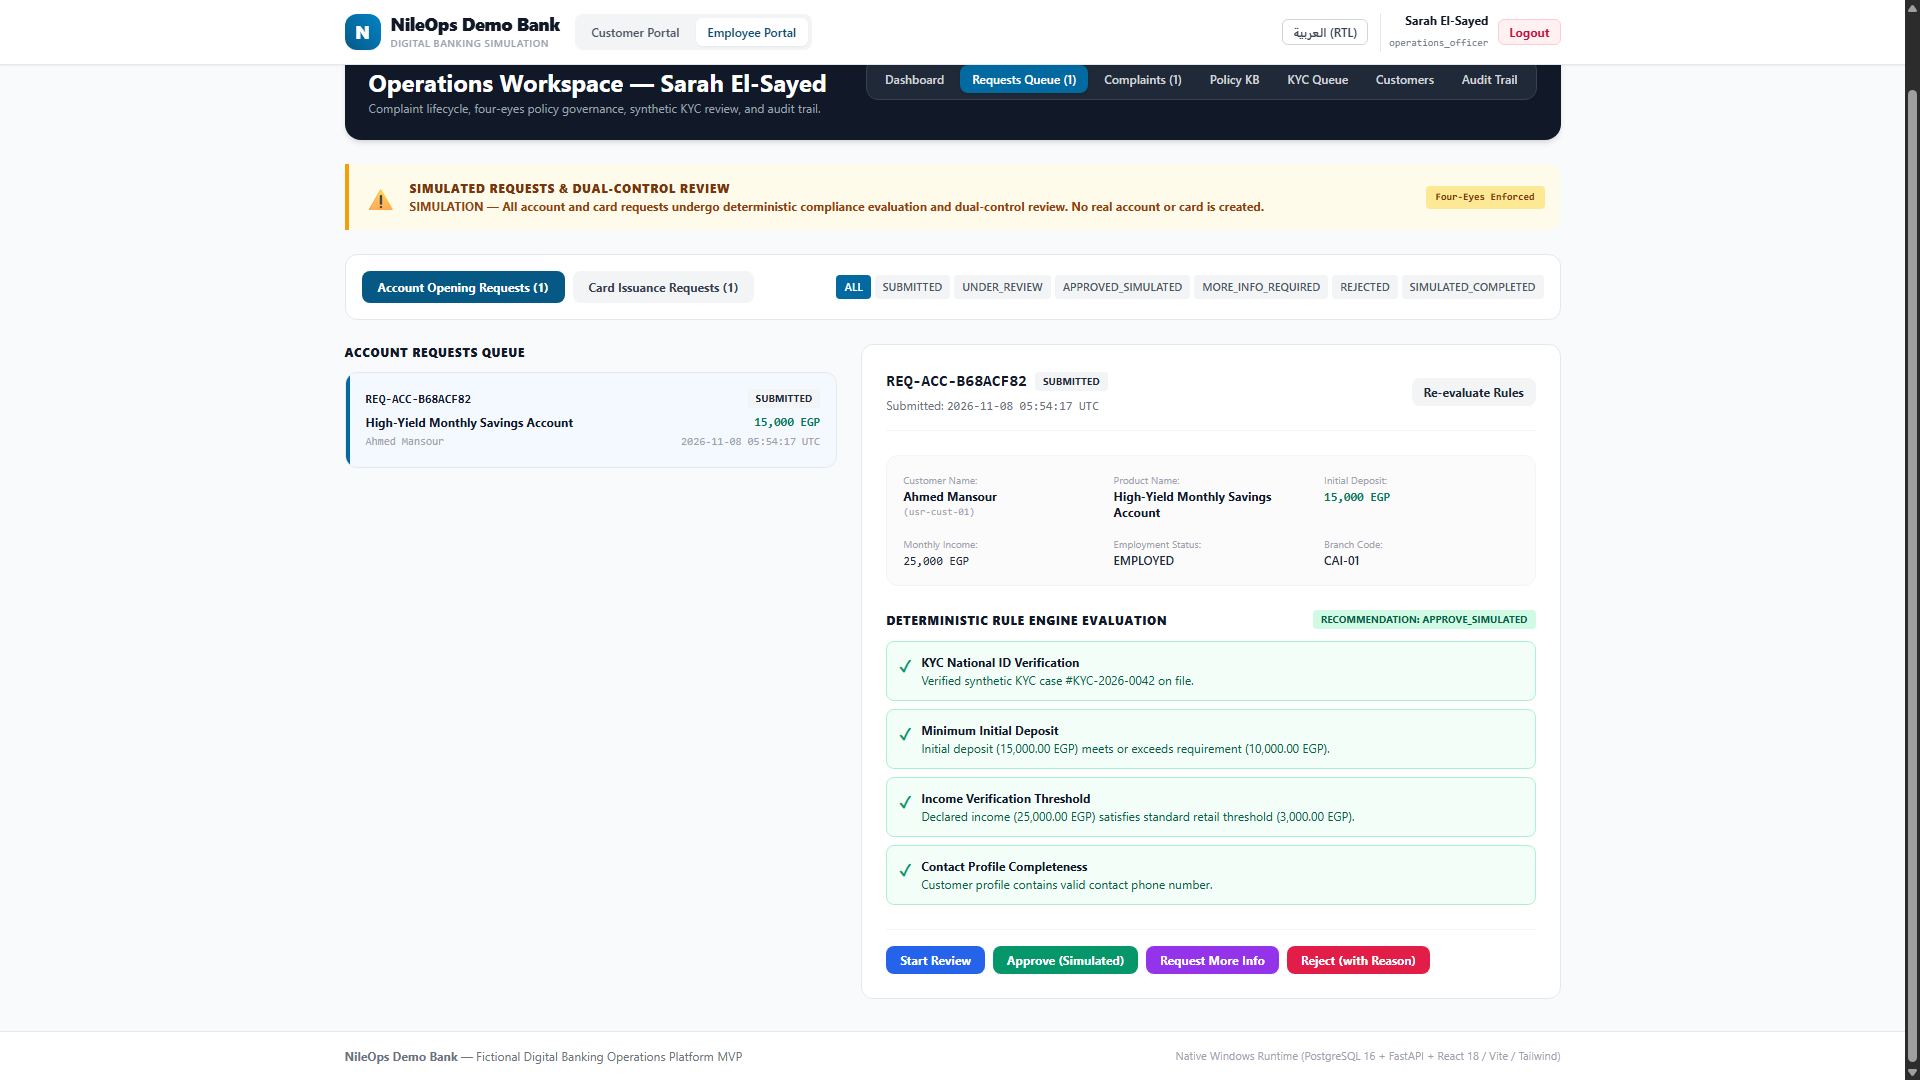 N
NileOps Demo Bank
DIGITAL BANKING SIMULATION
Customer Portal
Employee Portal
العربية (RTL)
Sarah El-Sayed
operations_officer
Logout
Operations Workspace — Sarah El-Sayed
Complaint lifecycle, four-eyes policy governance, synthetic KYC review, and audit trail.
Dashboard
Requests Queue (1)
Complaints (1)
Policy KB
KYC Queue
Customers
Audit Trail
SIMULATED REQUESTS & DUAL-CONTROL REVIEW
SIMULATION — All account and card requests undergo deterministic compliance evaluation and dual-control review. No real account or card is created.
Four-Eyes Enforced
Account Opening Requests (1)
Card Issuance Requests (1)
ALL
SUBMITTED
UNDER_REVIEW
APPROVED_SIMULATED
MORE_INFO_REQUIRED
REJECTED
SIMULATED_COMPLETED
ACCOUNT REQUESTS QUEUE
REQ-ACC-B68ACF82
SUBMITTED
High-Yield Monthly Savings Account
15,000 EGP
Ahmed Mansour
2026-11-08 05:54:17 UTC
REQ-ACC-B68ACF82
SUBMITTED
Submitted: 2026-11-08 05:54:17 UTC
Re-evaluate Rules
Customer Name:
Ahmed Mansour
(usr-cust-01)
Product Name:
High-Yield Monthly Savings
Account
Initial Deposit:
15,000 EGP
Monthly Income:
25,000 EGP
Employment Status:
EMPLOYED
Branch Code:
CAI-01
DETERMINISTIC RULE ENGINE EVALUATION
RECOMMENDATION: APPROVE_SIMULATED
✓ KYC National ID Verification
Verified synthetic KYC case #KYC-2026-0042 on file.
✓ Minimum Initial Deposit
Initial deposit (15,000.00 EGP) meets or exceeds requirement (10,000.00 EGP).
✓ Income Verification Threshold
Declared income (25,000.00 EGP) satisfies standard retail threshold (3,000.00 EGP).
✓ Contact Profile Completeness
Customer profile contains valid contact phone number.
Start Review
Approve (Simulated)
Request More Info
Reject (with Reason)
NileOps Demo Bank — Fictional Digital Banking Operations Platform MVP
Native Windows Runtime (PostgreSQL 16 + FastAPI + React 18 / Vite / Tailwind)